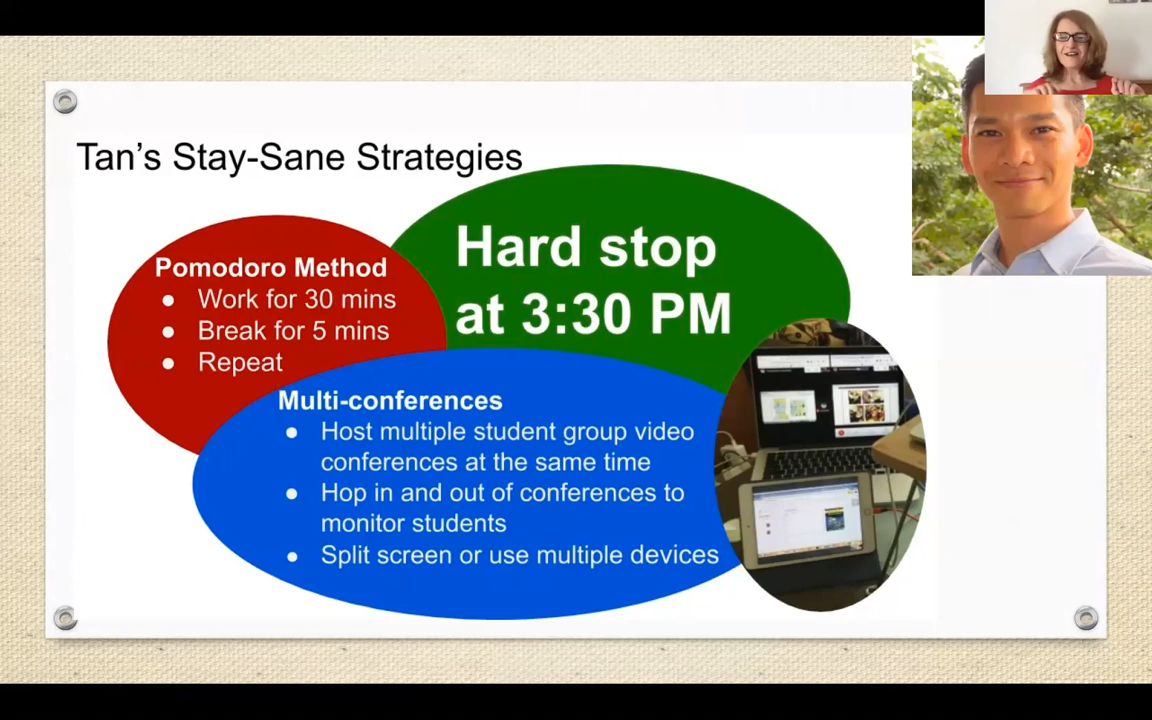 Tan’s Stay-Sane Strategies
Pomodoro Method
● Work for 30 mins
● Break for 5 mins
● Repeat
Hard stop
at 3:30 PM
Multi-conferences
● Host multiple student group video
conferences at the same time
● Hop in and out of conferences to
monitor students
● Split screen or use multiple devices